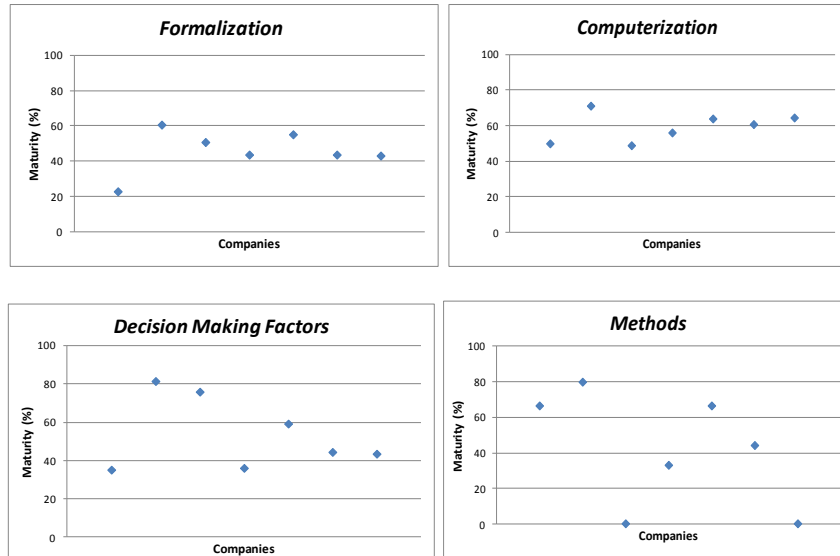 Formalization
100
80
60
40
20
0
Maturity (%)
Companies
Computerization
100
80
60
40
20
0
Maturity (%)
Companies
Decision Making Factors
100
80
60
40
20
0
Maturity (%)
Companies
Methods
100
80
60
40
20
0
Maturity (%)
Companies